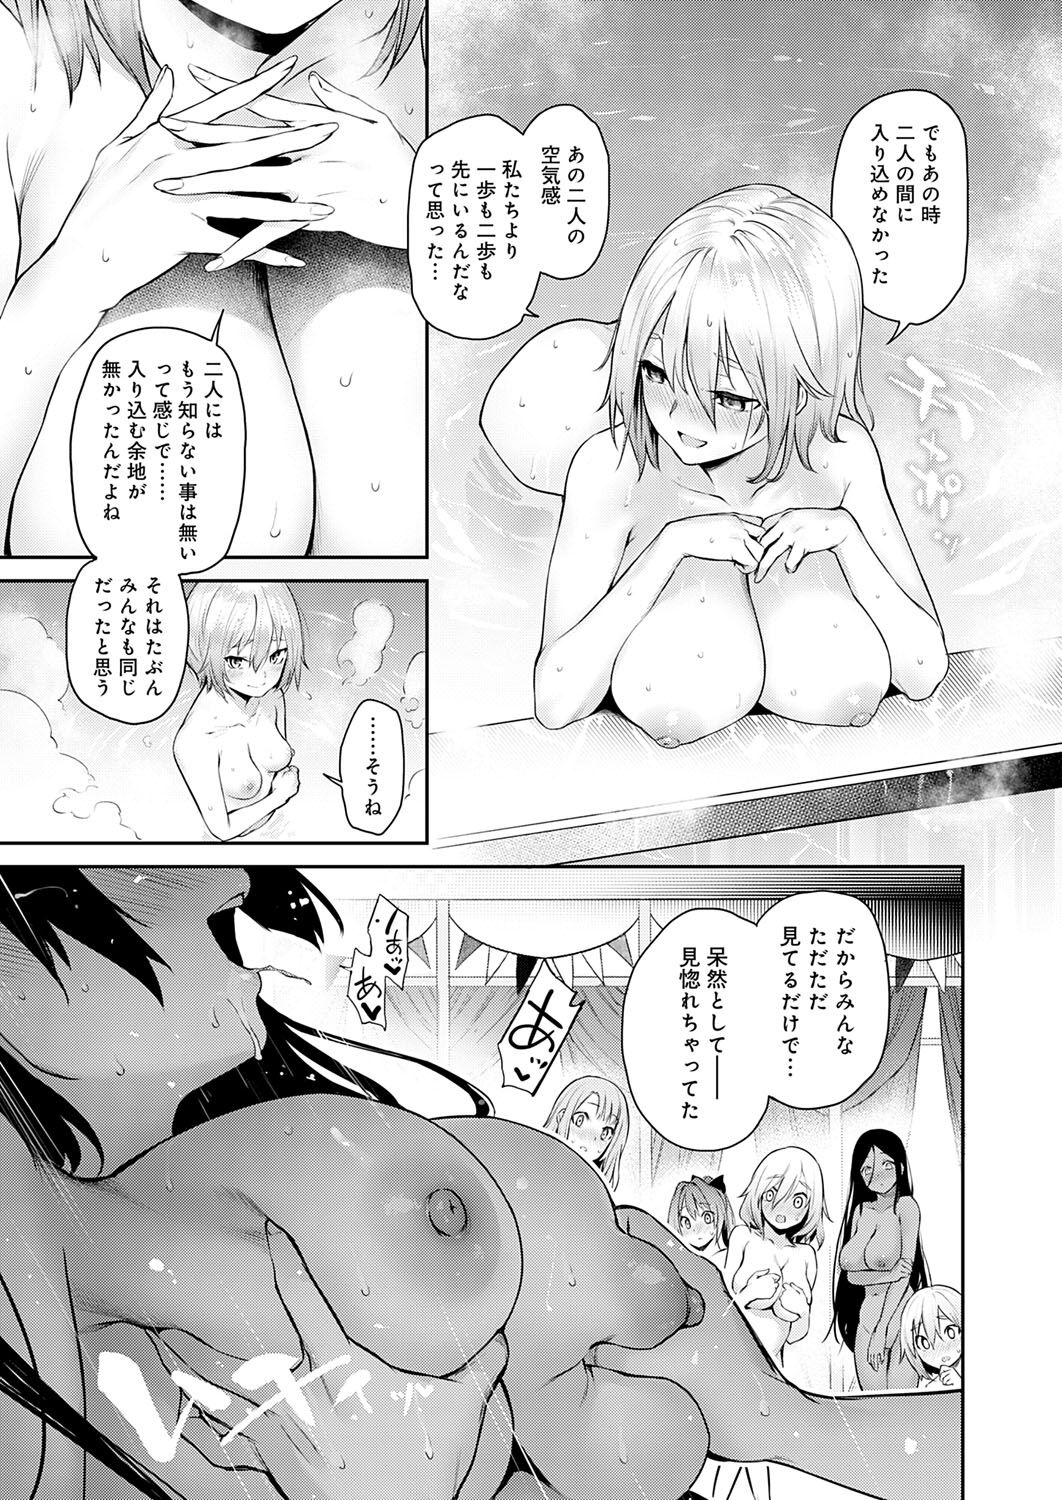 でもあの時
二人の間に
入り込めなかった
あの二人の
空気感
私たちより
一歩も二歩も
先にいるんだな
って思った…
チャポッ
二人には
もう知らない事は無い
って感じで……
入り込む余地が
無かったんだよね
それはたぶん
みんなも同じ
だったと思う
……そうね
だからみんな
ただただ
見てるだけで…
呆然として──
見惚れちゃってた
あッ
あッ
あッ